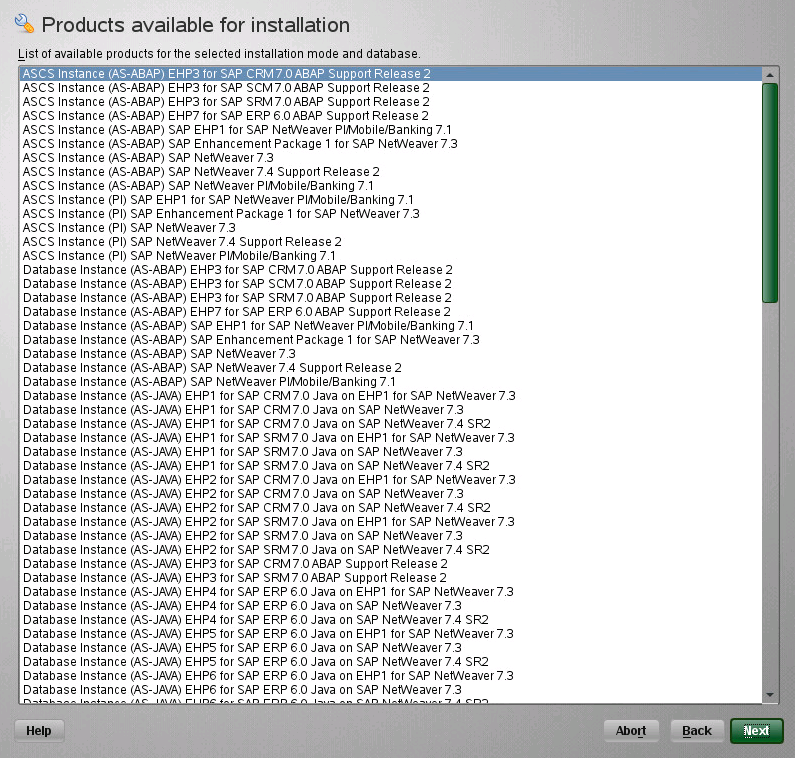 Products available for installation
List of available products for the selected installation mode and database.
ASCS Instance (AS-ABAP) EHP3 for SAP CRM 7.0 ABAP Support Release 2
ASCS Instance (AS-ABAP) EHP3 for SAP SCM 7.0 ABAP Support Release 2
ASCS Instance (AS-ABAP) EHP3 for SAP SRM 7.0 ABAP Support Release 2
ASCS Instance (AS-ABAP) EHP7 for SAP ERP 6.0 ABAP Support Release 2
ASCS Instance (AS-ABAP) SAP EHP1 for SAP NetWeaver PI/Mobile/Banking 7.1
ASCS Instance (AS-ABAP) SAP Enhancement Package 1 for SAP NetWeaver 7.3
ASCS Instance (AS-ABAP) SAP NetWeaver 7.3
ASCS Instance (AS-ABAP) SAP NetWeaver 7.4 Support Release 2
ASCS Instance (AS-ABAP) SAP NetWeaver PI/Mobile/Banking 7.1
ASCS Instance (PI) SAP EHP1 for SAP NetWeaver PI/Mobile/Banking 7.1
ASCS Instance (PI) SAP Enhancement Package 1 for SAP NetWeaver 7.3
ASCS Instance (PI) SAP NetWeaver 7.3
ASCS Instance (PI) SAP NetWeaver 7.4 Support Release 2
ASCS Instance (PI) SAP NetWeaver PI/Mobile/Banking 7.1
Database Instance (AS-ABAP) EHP3 for SAP CRM 7.0 ABAP Support Release 2
Database Instance (AS-ABAP) EHP3 for SAP SCM 7.0 ABAP Support Release 2
Database Instance (AS-ABAP) EHP3 for SAP SRM 7.0 ABAP Support Release 2
Database Instance (AS-ABAP) EHP7 for SAP ERP 6.0 ABAP Support Release 2
Database Instance (AS-ABAP) SAP EHP1 for SAP NetWeaver PI/Mobile/Banking 7.1
Database Instance (AS-ABAP) SAP Enhancement Package 1 for SAP NetWeaver 7.3
Database Instance (AS-ABAP) SAP NetWeaver 7.3
Database Instance (AS-ABAP) SAP NetWeaver 7.4 Support Release 2
Database Instance (AS-ABAP) SAP NetWeaver PI/Mobile/Banking 7.1
Database Instance (AS-JAVA) EHP1 for SAP CRM 7.0 Java on EHP1 for SAP NetWeaver 7.3
Database Instance (AS-JAVA) EHP1 for SAP CRM 7.0 Java on SAP NetWeaver 7.3
Database Instance (AS-JAVA) EHP1 for SAP CRM 7.0 Java on SAP NetWeaver 7.4 SR2
Database Instance (AS-JAVA) EHP1 for SAP SRM 7.0 Java on EHP1 for SAP NetWeaver 7.3
Database Instance (AS-JAVA) EHP1 for SAP SRM 7.0 Java on SAP NetWeaver 7.3
Database Instance (AS-JAVA) EHP1 for SAP SRM 7.0 Java on SAP NetWeaver 7.4 SR2
Database Instance (AS-JAVA) EHP2 for SAP CRM 7.0 Java on EHP1 for SAP NetWeaver 7.3
Database Instance (AS-JAVA) EHP2 for SAP CRM 7.0 Java on SAP NetWeaver 7.3
Database Instance (AS-JAVA) EHP2 for SAP CRM 7.0 Java on SAP NetWeaver 7.4 SR2
Database Instance (AS-JAVA) EHP2 for SAP SRM 7.0 Java on EHP1 for SAP NetWeaver 7.3
Database Instance (AS-JAVA) EHP2 for SAP SRM 7.0 Java on SAP NetWeaver 7.3
Database Instance (AS-JAVA) EHP2 for SAP SRM 7.0 Java on SAP NetWeaver 7.4 SR2
Database Instance (AS-JAVA) EHP3 for SAP CRM 7.0 ABAP Support Release 2
Database Instance (AS-JAVA) EHP3 for SAP SRM 7.0 ABAP Support Release 2
Database Instance (AS-JAVA) EHP4 for SAP ERP 6.0 Java on EHP1 for SAP NetWeaver 7.3
Database Instance (AS-JAVA) EHP4 for SAP ERP 6.0 Java on SAP NetWeaver 7.3
Database Instance (AS-JAVA) EHP4 for SAP ERP 6.0 Java on SAP NetWeaver 7.4 SR2
Database Instance (AS-JAVA) EHP5 for SAP ERP 6.0 Java on EHP1 for SAP NetWeaver 7.3
Database Instance (AS-JAVA) EHP5 for SAP ERP 6.0 Java on SAP NetWeaver 7.3
Database Instance (AS-JAVA) EHP5 for SAP ERP 6.0 Java on SAP NetWeaver 7.4 SR2
Database Instance (AS-JAVA) EHP6 for SAP ERP 6.0 Java on EHP1 for SAP NetWeaver 7.3
Database Instance (AS-JAVA) EHP6 for SAP ERP 6.0 Java on SAP NetWeaver 7.3
Database Instance (AS-JAVA) EHP6 for SAP ERP 6.0 Java on SAP NetWeaver 7.4 SR2
Help Abort Back Next